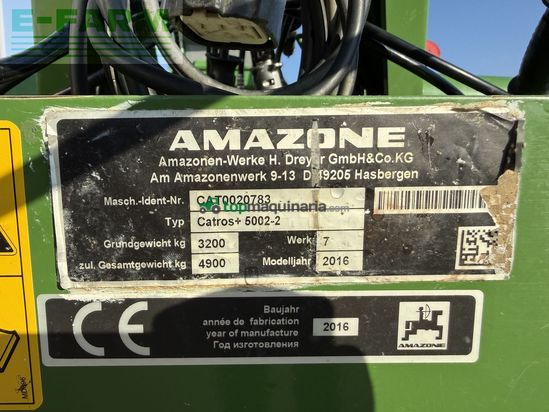 E-FARM
AMAZONE
Amazonen-Werke H. Dreyer GmbH&Co.KG
Am Amazonenwerk 9-13 D-49205 Hasbergen
Masch.-Ident-Nr. CAT0020783
topmaquinaria.com
Typ Catros+ 5002-2
Grundgewicht kg 3200 Werk 7
zul. Gesamtgewicht kg 4900 Modelljahr 2016
CE
Baujahr
année de fabrication
year of manufacture
Год изготовления
2016
AMAZONE